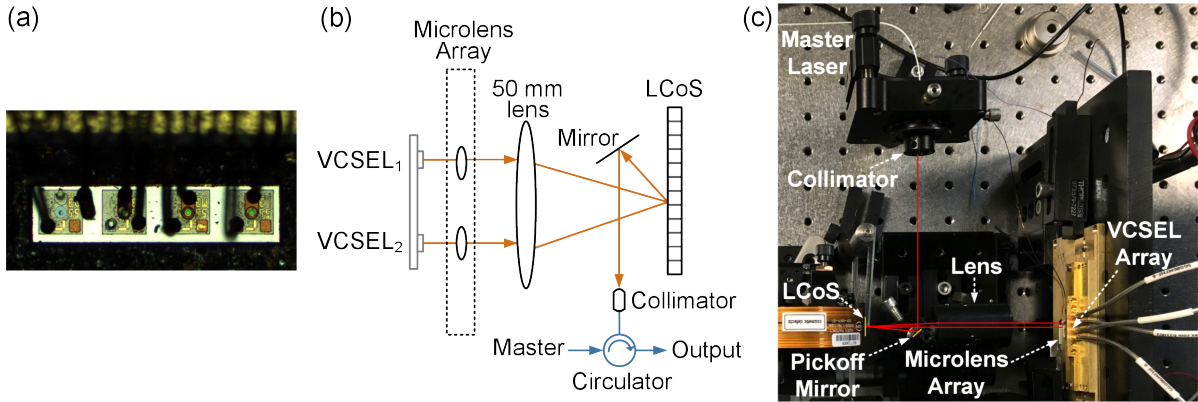 (a)
(b)
(c)
Microlens
Array
50 mm
lens
LCoS
Mirror
VCSEL1
VCSEL2
Collimator
Master
Output
Circulator
Master
Laser
Collimator
VCSEL
Array
Lens
LCoS
Pickoff
Mirror
Microlens
Array